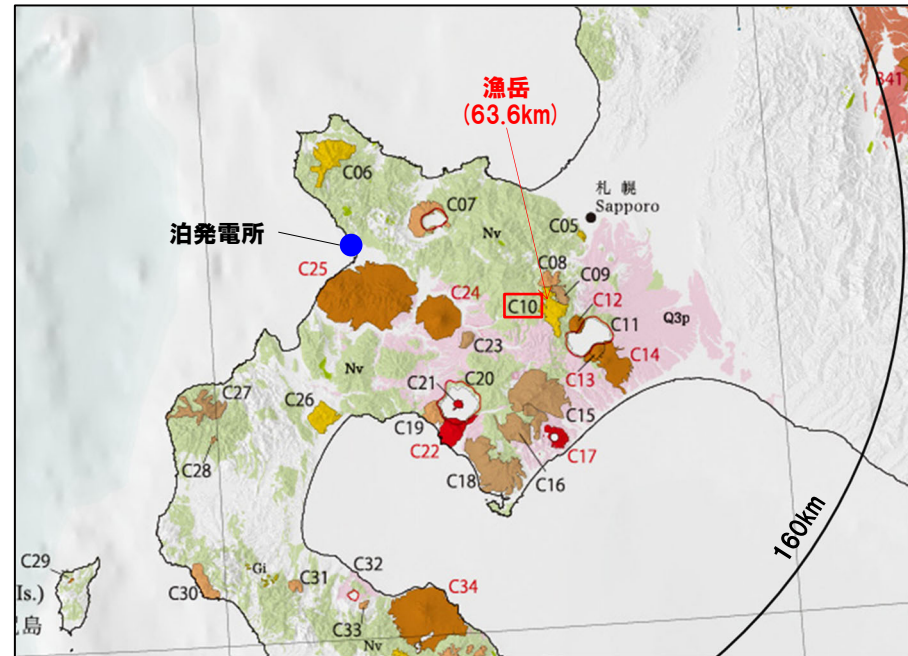 漁岳
(63.6km)
B41
C06
札幌
Sapporo
C07
C05
Nv
泊発電所
C08
C25
C09
C24
C10
C12
C11
Q3p
C23
C14
Nv
C13
C20
C21
C27
C26
C15
C19
C22
C17
C28
C16
C18
160km
C29
C32
Gi
C31
C34
Is.)
C30
C33
島
Nv